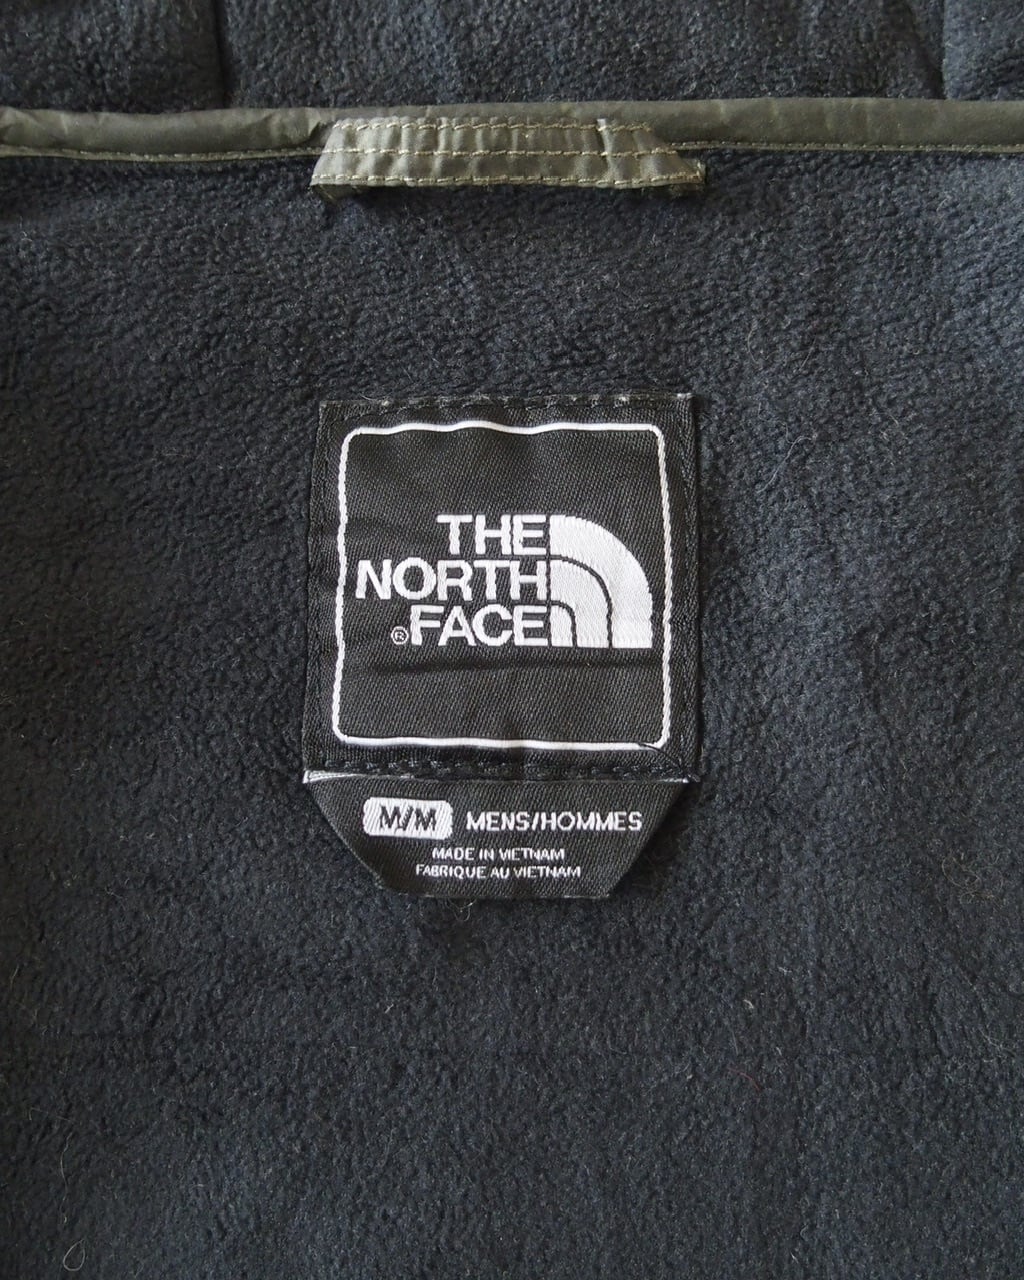 THE
NORTH
®FACE
M/M MENS/HOMMES
MADE IN VIETNAM
FABRIQUE AU VIETNAM